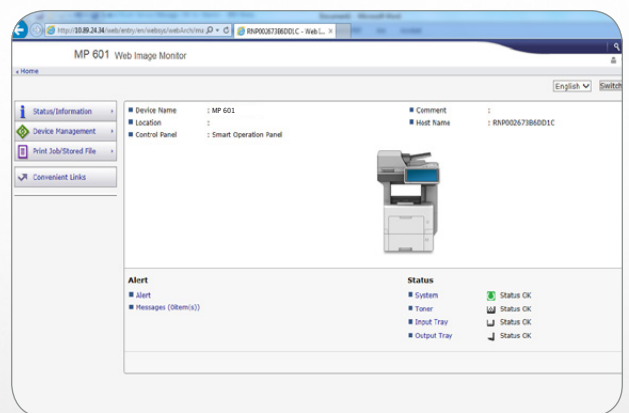 http://10.89.24.34/web/entry/en/websys/webArch/mai
RNP002673B6DD1C - Web I... ×
MP 601 Web Image Monitor
Home
English
Switch
Status/Information
Device Management
Print Job/Stored File
Convenient Links
Device Name : MP 601
Location :
Control Panel : Smart Operation Panel
Comment :
Host Name : RNP002673B6DD1C
Alert
Alert
Messages (0item(s))
Status
System Status OK
Toner Status OK
Input Tray Status OK
Output Tray Status OK